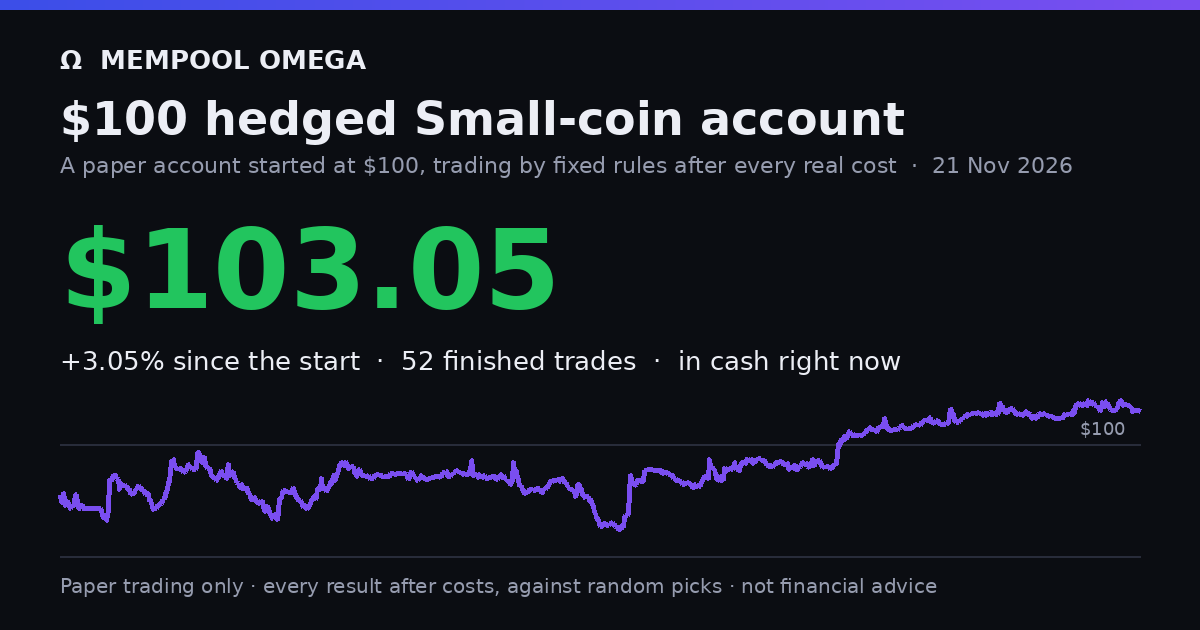 Ω MEMPOOL OMEGA
$100 hedged Small-coin account
A paper account started at $100, trading by fixed rules after every real cost · 21 Nov 2026
$103.05
+3.05% since the start · 52 finished trades · in cash right now
$100
Paper trading only · every result after costs, against random picks · not financial advice